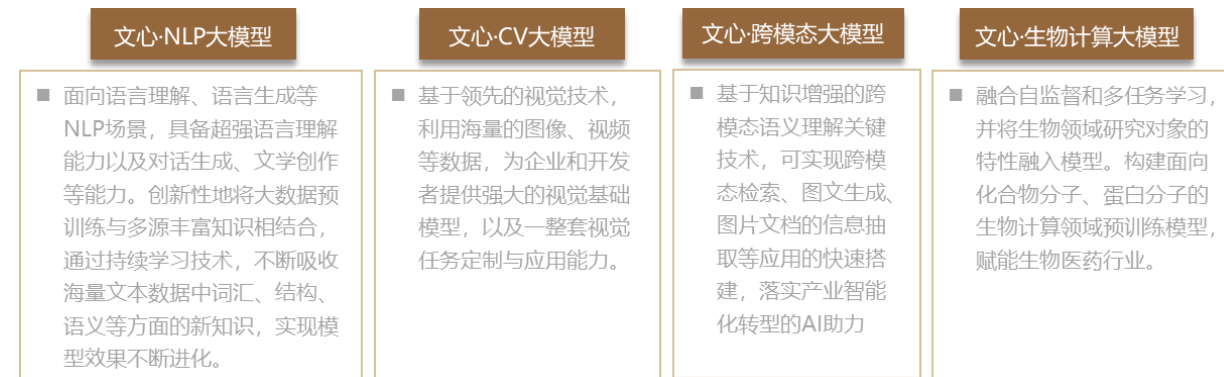 文心·NLP大模型
面向语言理解、语言生成等
NLP场景，具备超强语言理解
能力以及对话生成、文学创作
等能力。创新性地将大数据预
训练与多源丰富知识相结合，
通过持续学习技术，不断吸收
海量文本数据中词汇、结构、
语义等方面的新知识，实现模
型效果不断进化。
文心·CV大模型
基于领先的视觉技术，
利用海量的图像、视频
等数据，为企业和开发
者提供强大的视觉基础
模型，以及一整套视觉
任务定制与应用能力。
文心·跨模态大模型
基于知识增强的跨
模态语义理解关键
技术，可实现跨模
态检索、图文生成、
图片文档的信息抽
取等应用的快速搭
建，落实产业智能
化转型的AI助力
文心·生物计算大模型
融合自监督和多任务学习，
并将生物领域研究对象的
特性融入模型。构建面向
化合物分子、蛋白分子的
生物计算领域预训练模型，
赋能生物医药行业。